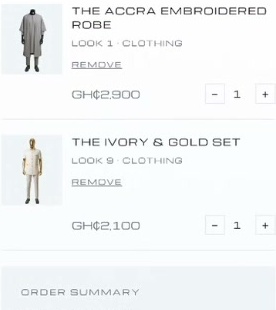 THE ACCRA EMBROIDERED
ROBE
LOOK 1 · CLOTHING
REMOVE
GH₵2,900
− 1 +
THE IVORY & GOLD SET
LOOK 9 · CLOTHING
REMOVE
GH₵2,100
− 1 +
ORDER SUMMARY